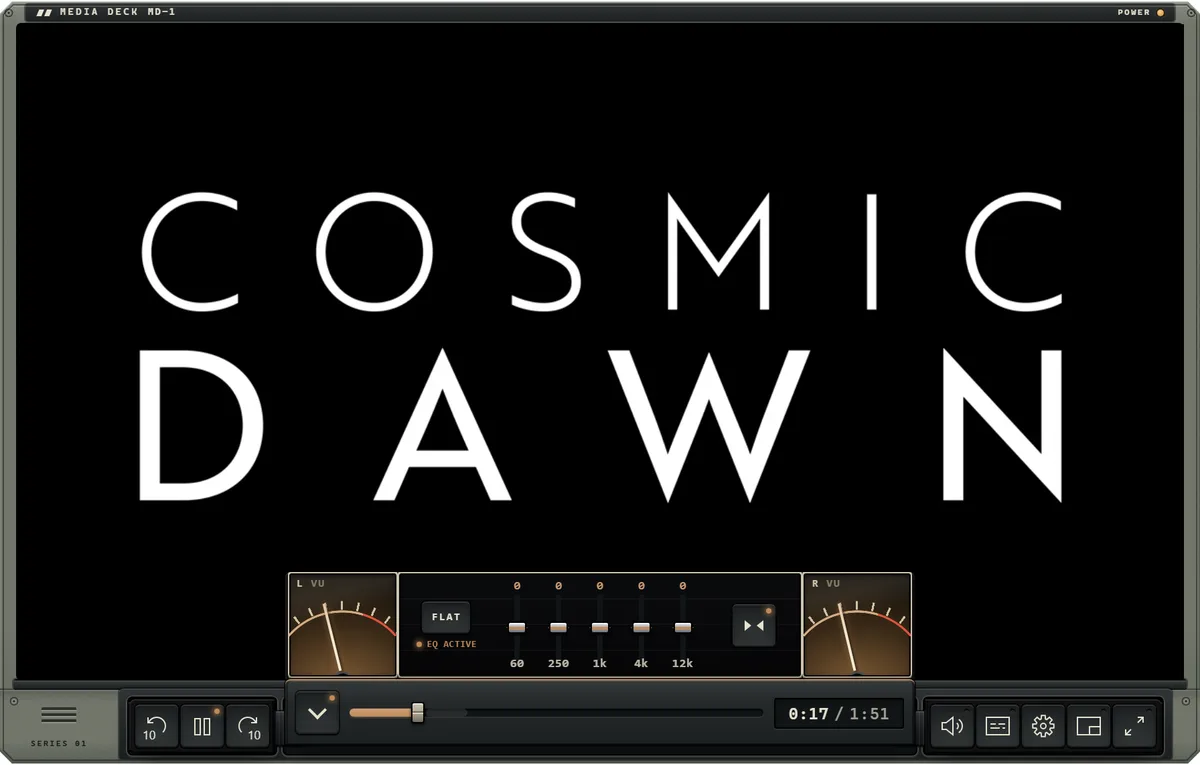 MEDIA DECK MD-1
POWER
COSMIC
DAWN
L VU
0 0 0 0 0
R VU
FLAT
EQ ACTIVE
60 250 1k 4k 12k
10
10
0:17 / 1:51
SERIES 01